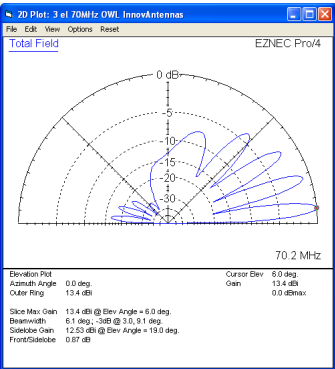 2D Plot: 3 el 70MHz OWL InnovAntennas
File Edit View Options Reset
Total Field EZNEC Pro/4
0 dB
-5
-10
-15
-20
-30
70.2 MHz
Elevation Plot Cursor Elev 6.0 deg.
Azimuth Angle 0.0 deg. Gain 13.4 dBi
Outer Ring 13.4 dBi 0.0 dBmax
Slice Max Gain 13.4 dBi @ Elev Angle = 6.0 deg.
Beamwidth 6.1 deg.; -3dB @ 3.0, 9.1 deg.
Sidelobe Gain 12.53 dBi @ Elev Angle = 19.0 deg.
Front/Sidelobe 0.87 dB